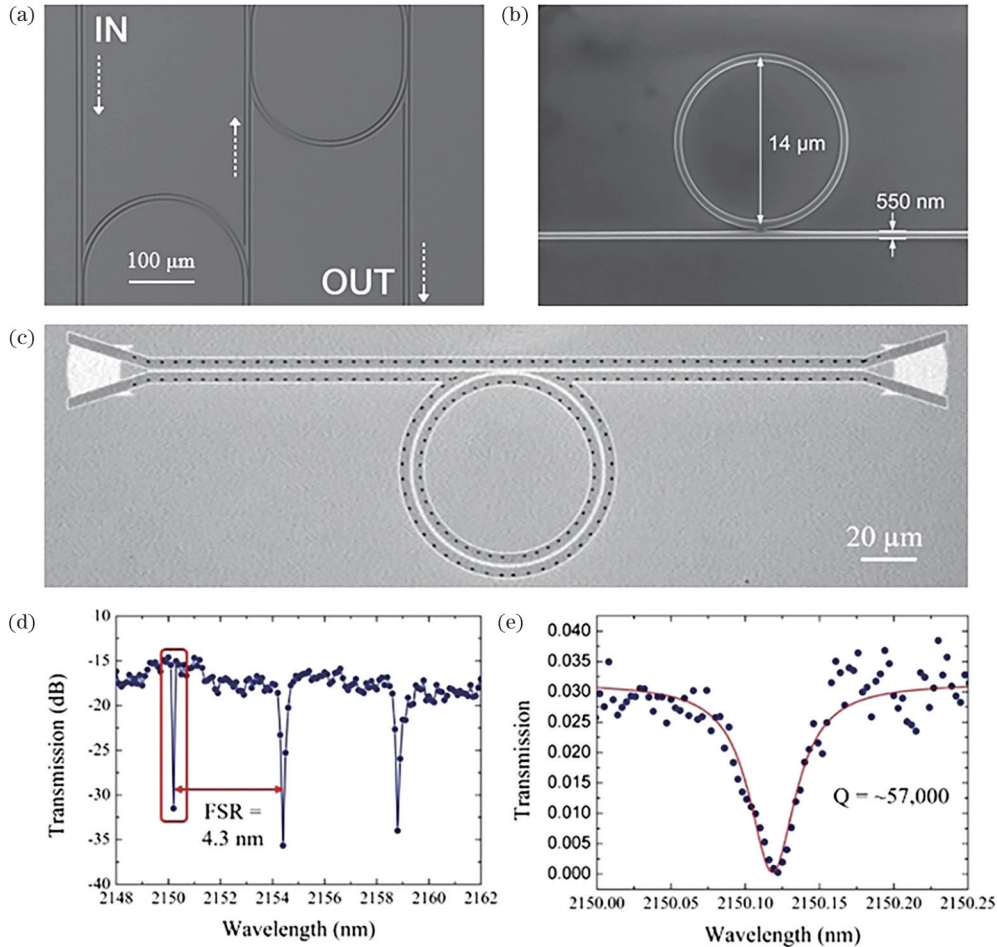 (a)
IN
100 µm
OUT
(b)
14 µm
550 nm
(c)
20 µm
(d)
Transmission (dB)
-10
-15
-20
-25
-30
-35
-40
FSR =
4.3 nm
2148 2150 2152 2154 2156 2158 2160 2162
Wavelength (nm)
(e)
Transmission
0.040
0.035
0.030
0.025
0.020
0.015
0.010
0.005
0.000
Q = ~57,000
2150.00 2150.05 2150.10 2150.15 2150.20 2150.25
Wavelength (nm)